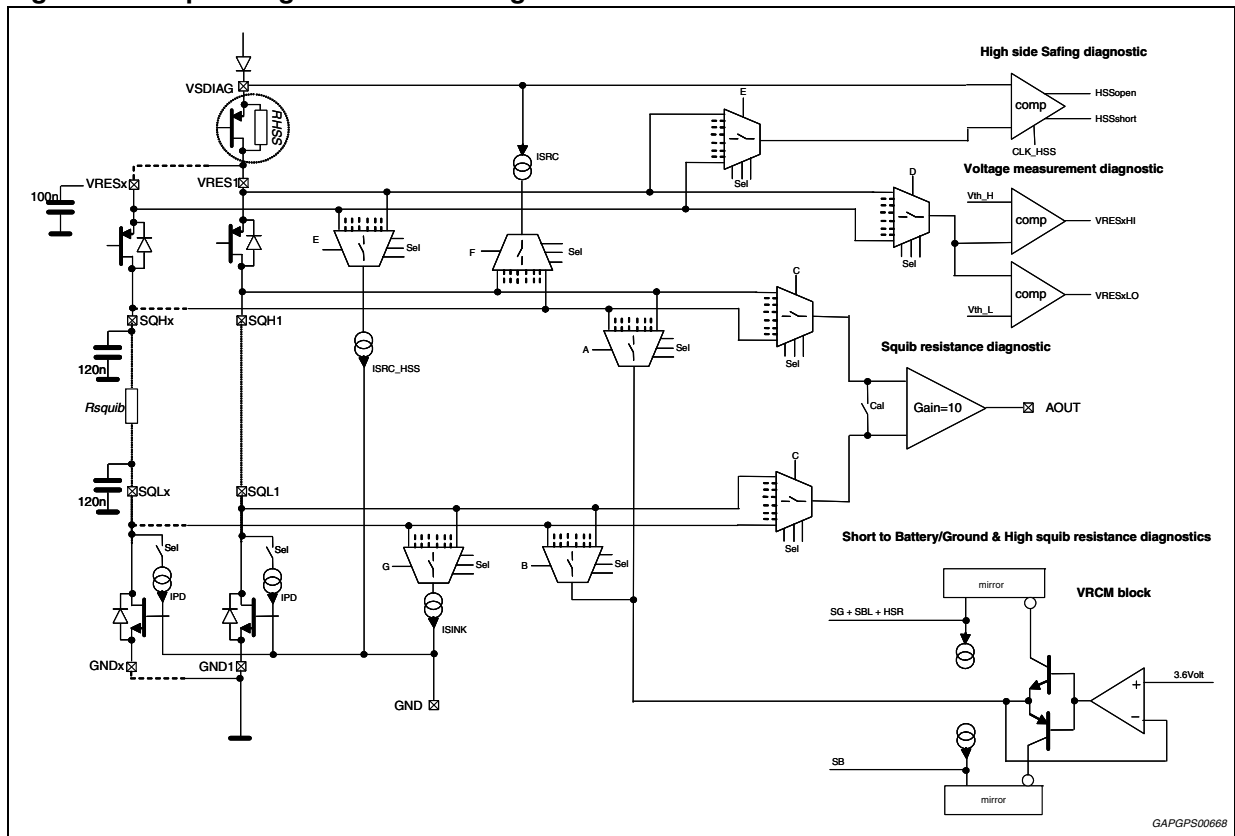 High side Safing diagnostic
VSDIAG
RHSS
E
comp
HSSopen
HSSshort
CLK_HSS
ISRC
Sel
VRESx
VRES1
100n
Voltage measurement diagnostic
D
Vth_H
comp
VRESxHI
E
Sel
F
Sel
Sel
comp
VRESxLO
Vth_L
C
SQHx
SQH1
A
Sel
Sel
Squib resistance diagnostic
120n
ISRC_HSS
Rsquib
Cal
Gain=10
AOUT
C
SQLx
SQL1
120n
Sel
Short to Battery/Ground & High squib resistance diagnostics
Sel
Sel
G
Sel
B
Sel
mirror
VRCM block
IPD
IPD
ISINK
SG + SBL + HSR
GNDx
GND1
3.6Volt
+
-
GND
SB
mirror
GAPGPS00668